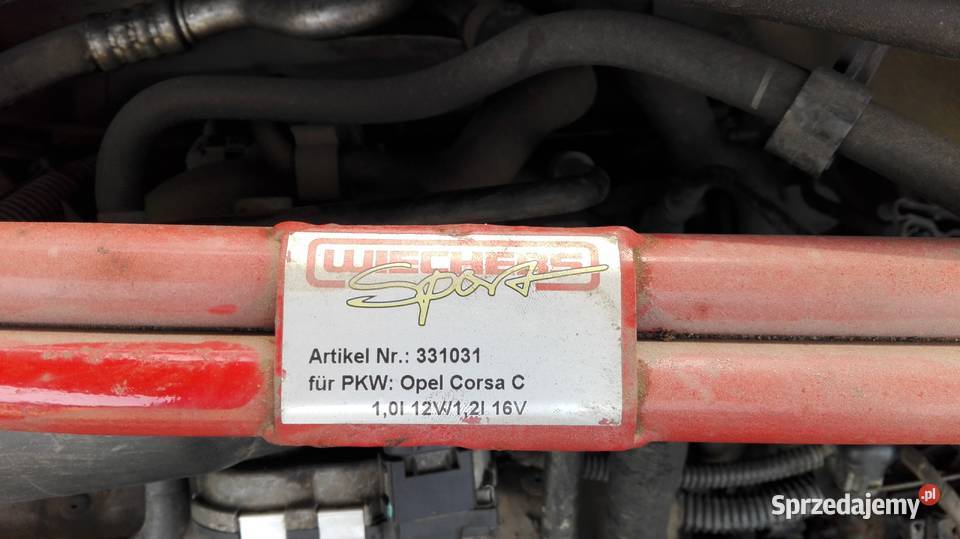 WIECHERS
Sport
Artikel Nr.: 331031
für PKW: Opel Corsa C
1,0l 12V/1,2l 16V
Sprzedajemy.pl